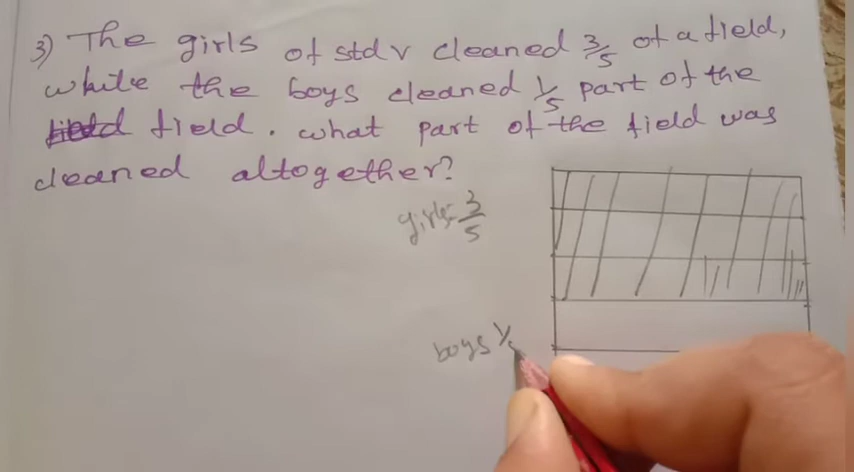 3) The girls of std V cleaned 3/5 of a field,
while the boys cleaned 1/5 part of the
field . what part of the field was
cleaned altogether?
girls= 3/5
boys 1/5